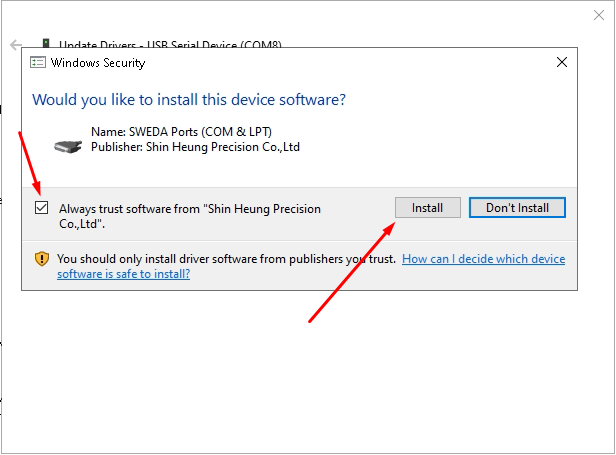 Update Drivers - USB Serial Device (COM8)
Windows Security
Would you like to install this device software?
Name: SWEDA Ports (COM & LPT)
Publisher: Shin Heung Precision Co.,Ltd
Always trust software from "Shin Heung Precision
Co.,Ltd".
Install
Don't Install
You should only install driver software from publishers you trust. How can I decide which device
software is safe to install?